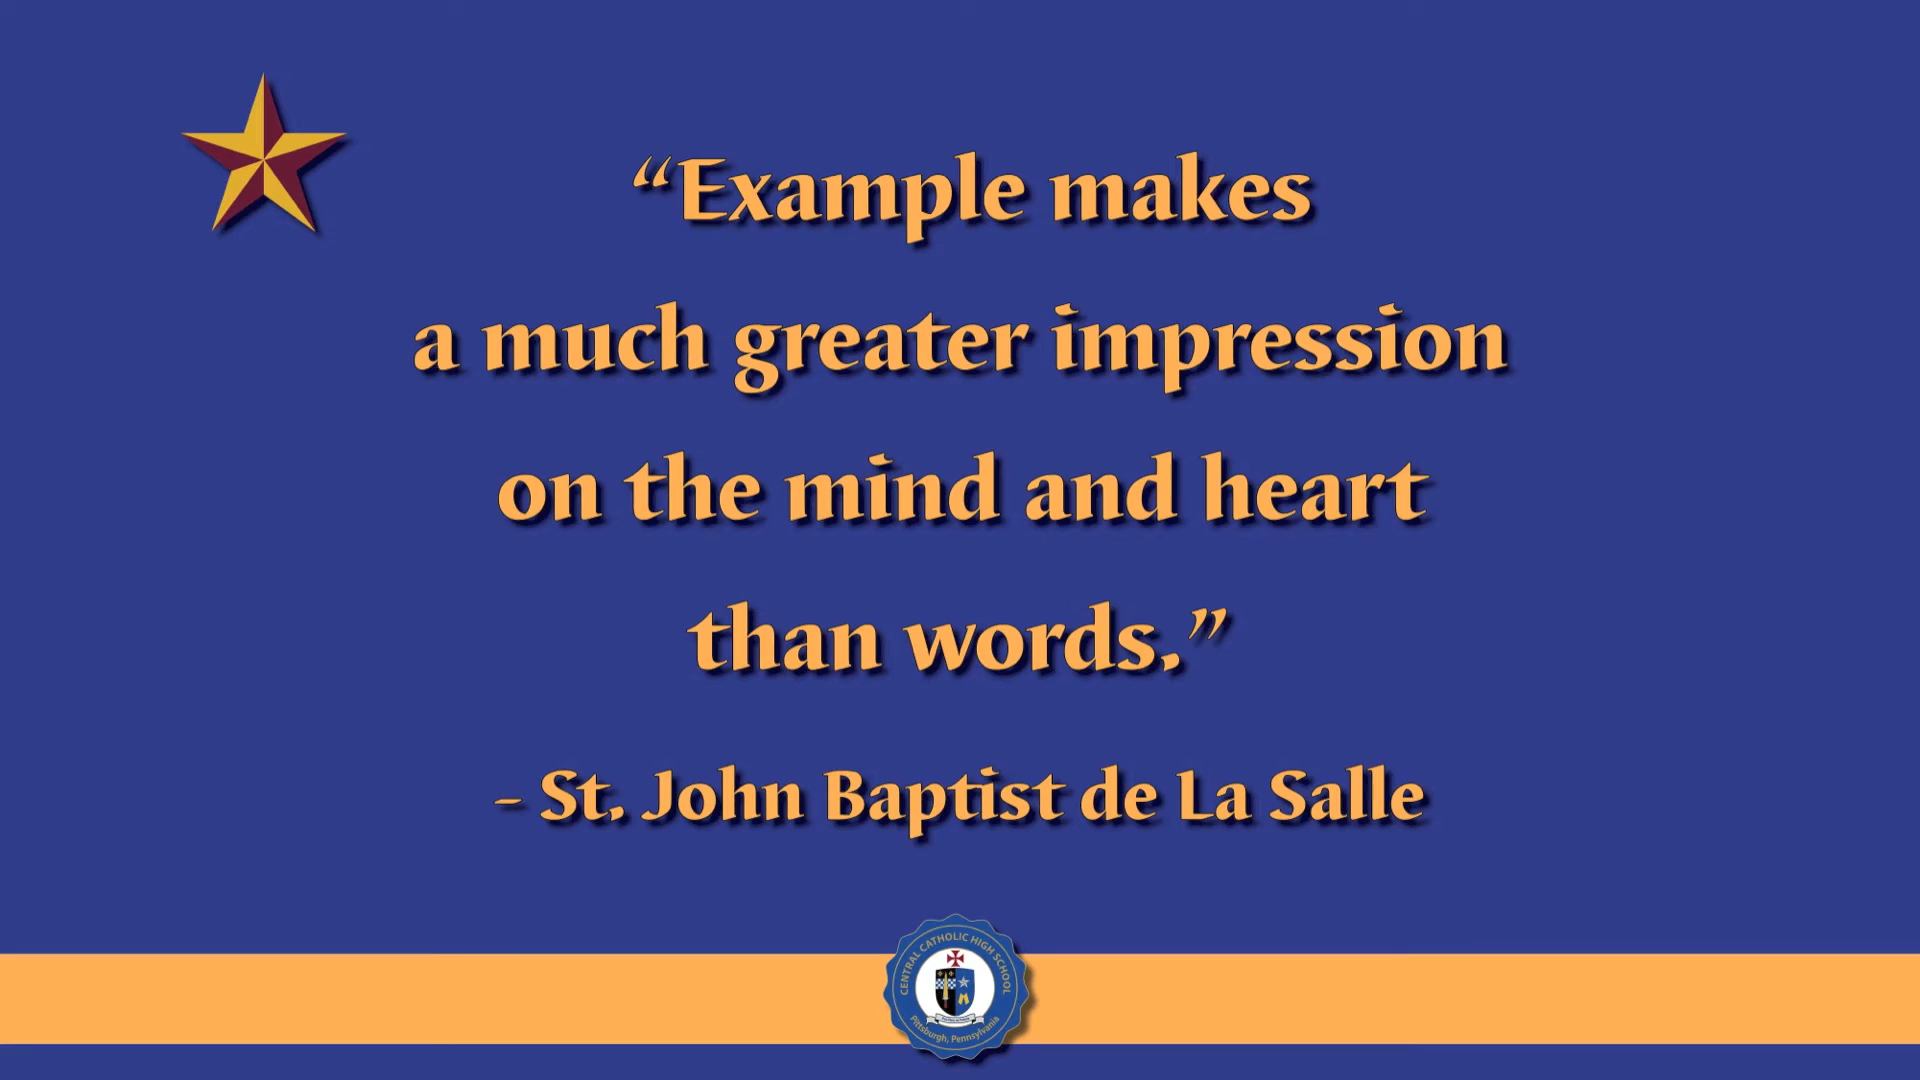 “Example makes
a much greater impression
on the mind and heart
than words.”
- St. John Baptist de La Salle
CENTRAL CATHOLIC HIGH SCHOOL
Pittsburgh, Pennsylvania